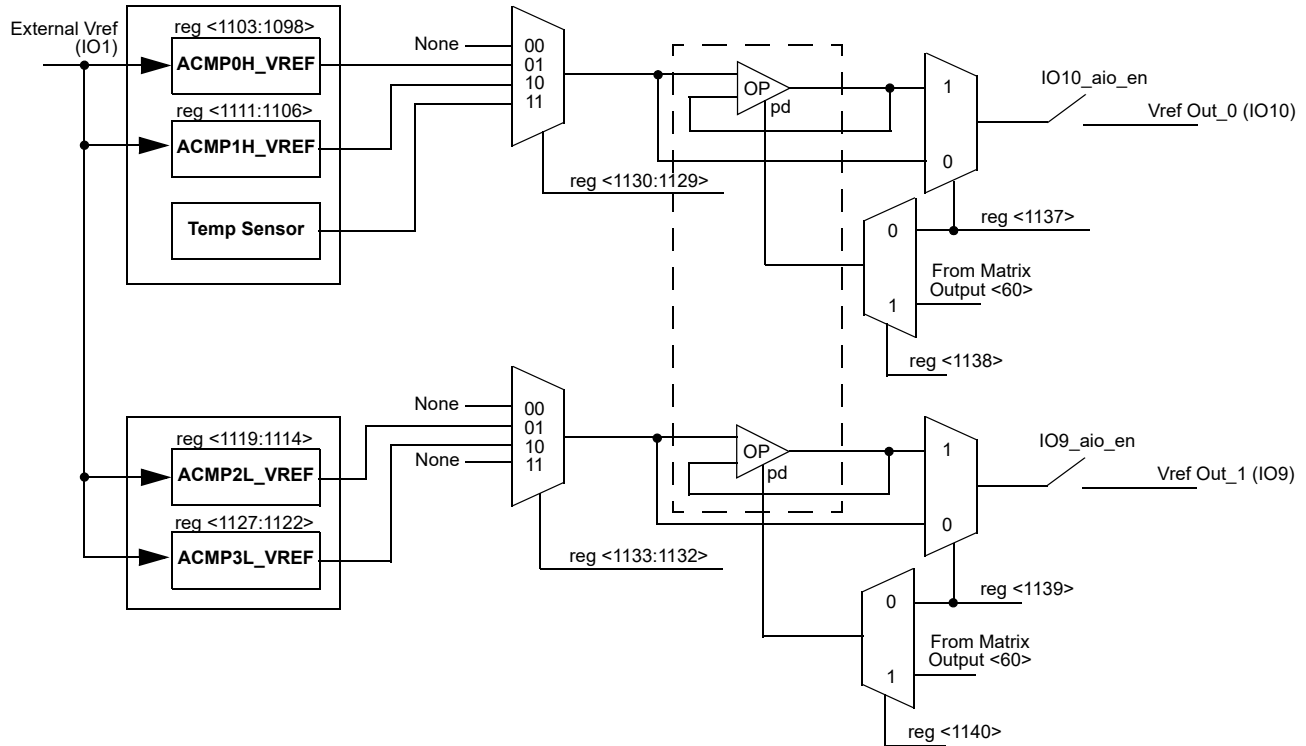 External Vref
(IO1)
reg <1103:1098>
ACMP0H_VREF
reg <1111:1106>
ACMP1H_VREF
Temp Sensor
None
00
01
10
11
reg <1130:1129>
OP
pd
1
0
IO10_aio_en
Vref Out_0 (IO10)
0
reg <1137>
From Matrix
Output <60>
1
reg <1138>
reg <1119:1114>
ACMP2L_VREF
reg <1127:1122>
ACMP3L_VREF
None
None
00
01
10
11
reg <1133:1132>
OP
pd
1
0
IO9_aio_en
Vref Out_1 (IO9)
0
reg <1139>
From Matrix
Output <60>
1
reg <1140>